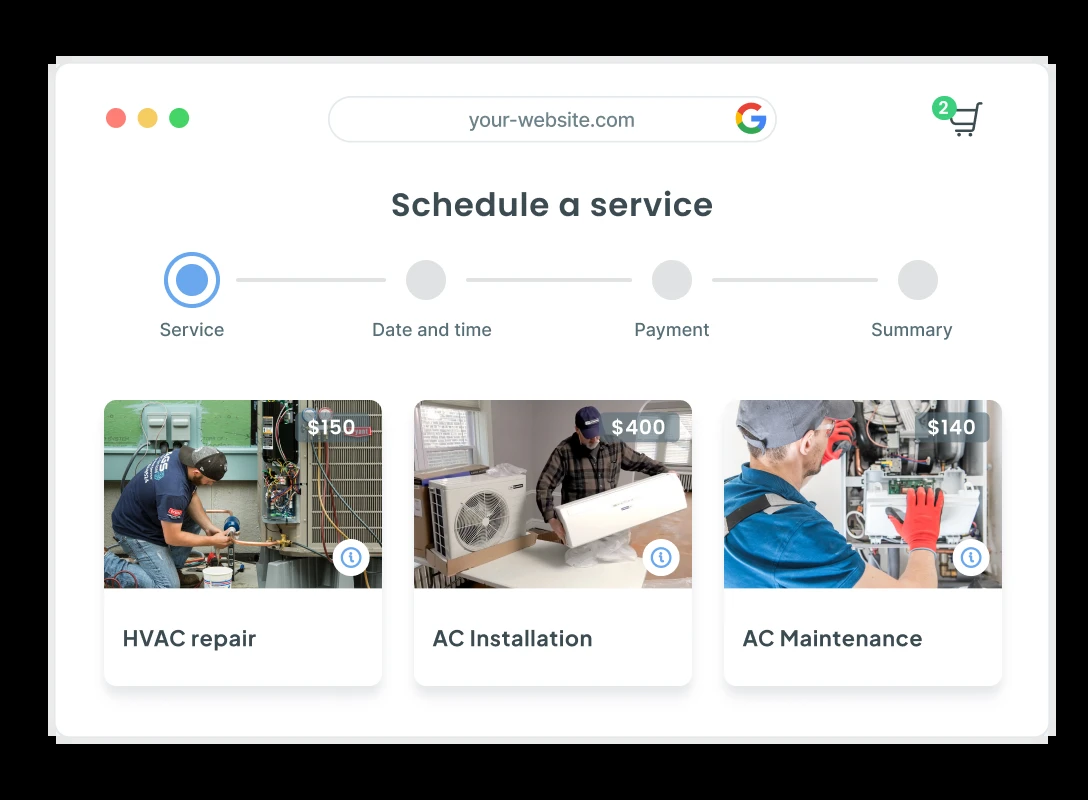 your-website.com
2
Schedule a service
Service
Date and time
Payment
Summary
$150
$400
$140
HVAC repair
AC Installation
AC Maintenance